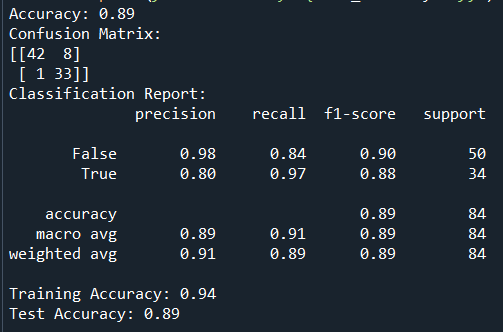 Accuracy: 0.89
Confusion Matrix:
[[42  8]
 [ 1 33]]
Classification Report:
              precision    recall  f1-score   support

       False       0.98      0.84      0.90        50
        True       0.80      0.97      0.88        34

    accuracy                           0.89        84
   macro avg       0.89      0.91      0.89        84
weighted avg       0.91      0.89      0.89        84

Training Accuracy: 0.94
Test Accuracy: 0.89